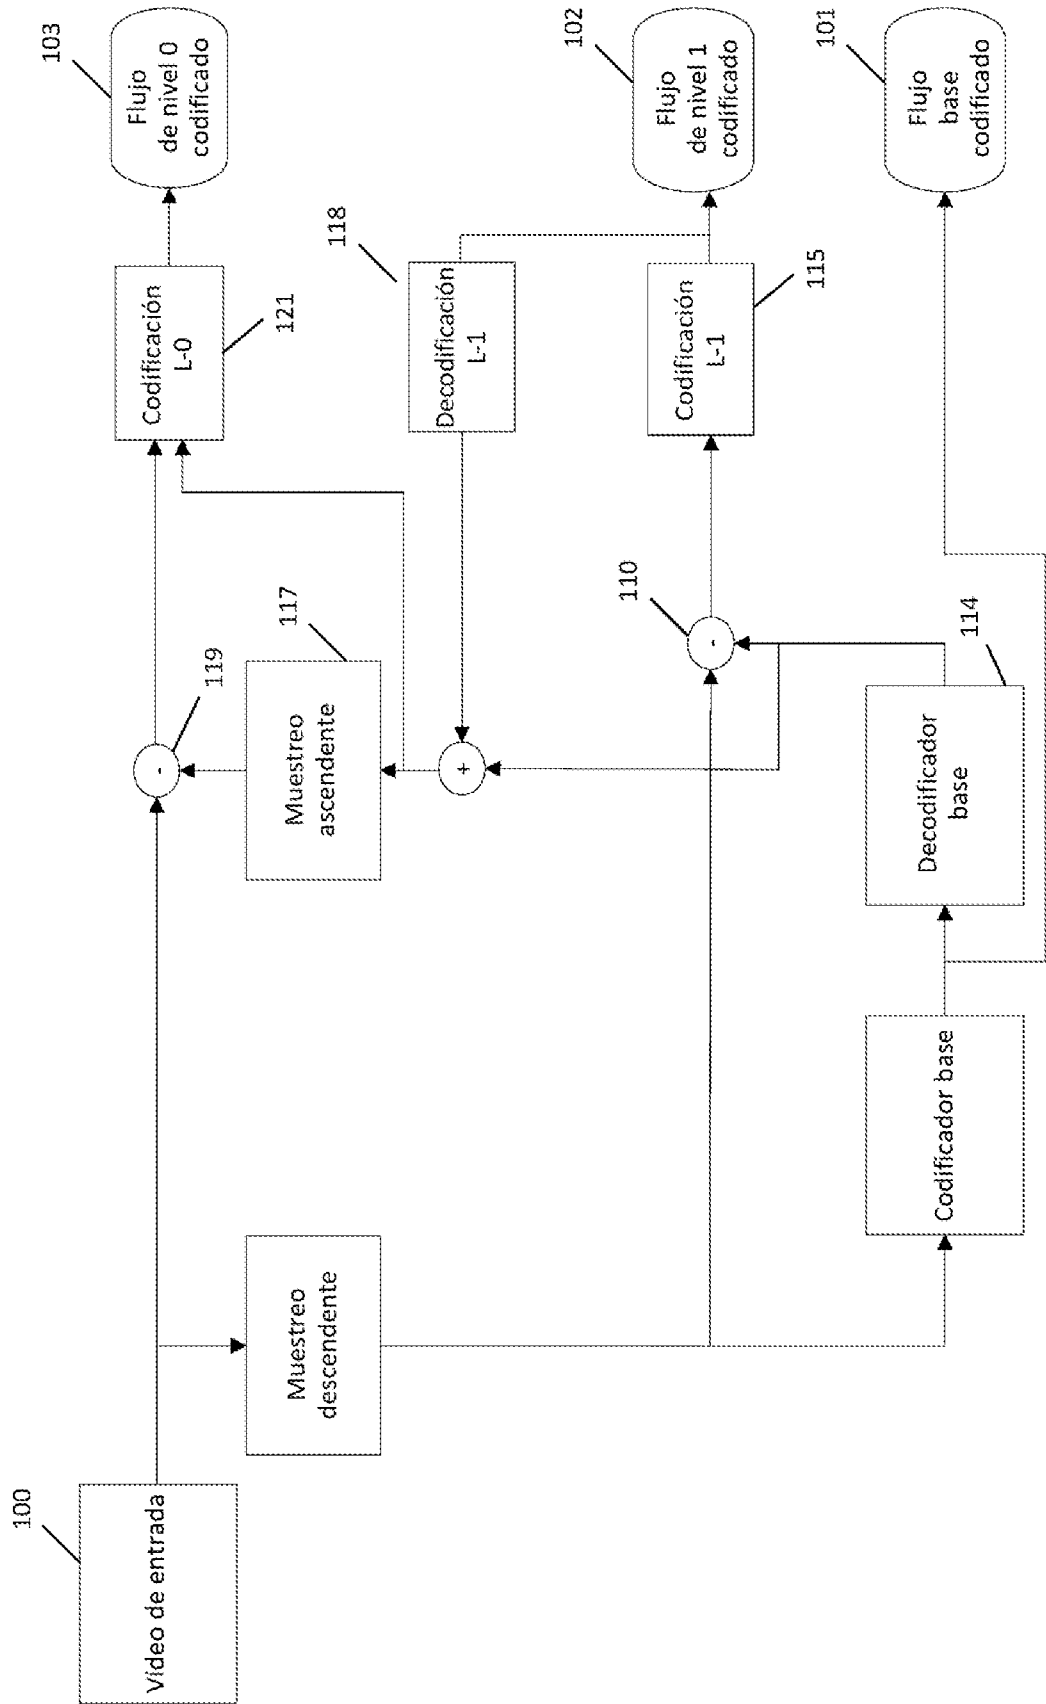 100
Vídeo de entrada
Muestreo
descendente
119
Muestreo
ascendente
117
Codificación
L-0
121
103
Flujo
de nivel 0
codificado
118
Decodificación
L-1
+
-
-
110
Codificación
L-1
115
102
Flujo
de nivel 1
codificado
Codificador base
Decodificador
base
114
101
Flujo
base
codificado